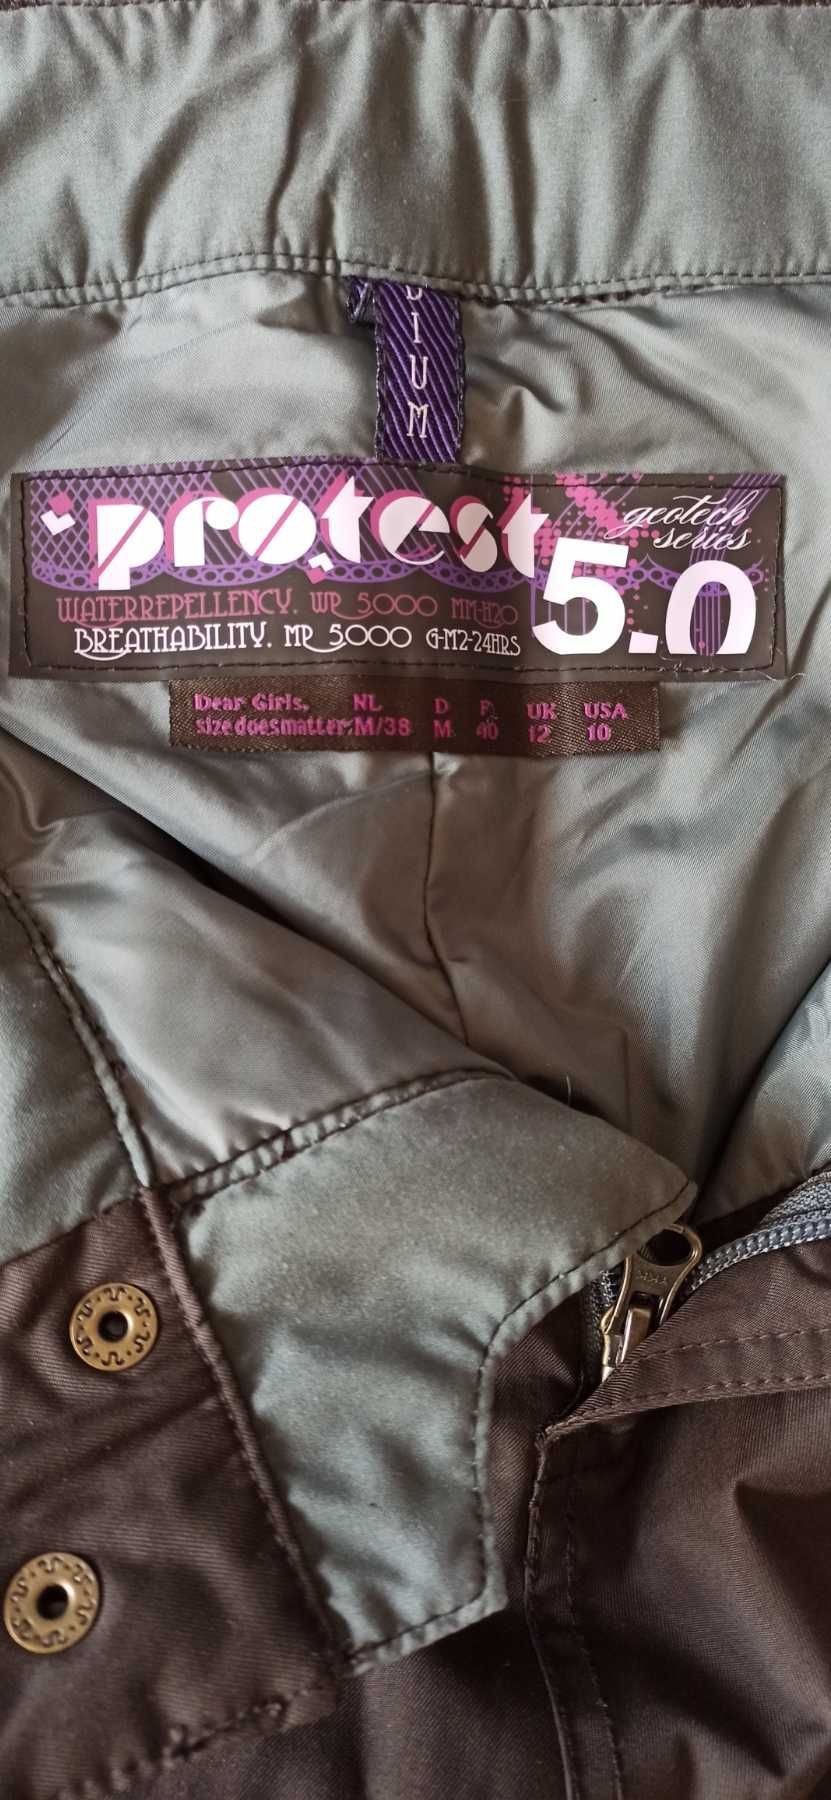 DIUM
protest
geotech
series
5.0
WATERREPELLENCY. WP 5000 MM-H2O
BREATHABILITY. MP 5000 G-M2-24HRS
Dear Girls, NL D F UK USA
size does matter: M/38 M 40 12 10
YKK